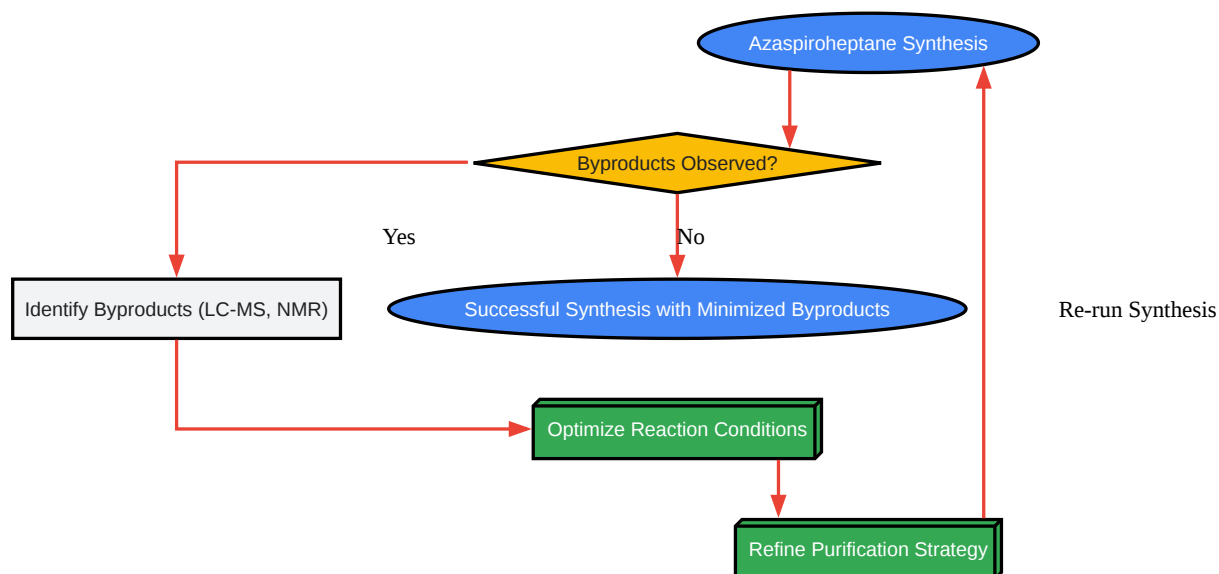 Azaspiroheptane Synthesis
Byproducts Observed?
Yes
No
Identify Byproducts (LC-MS, NMR)
Successful Synthesis with Minimized Byproducts
Re-run Synthesis
Optimize Reaction Conditions
Refine Purification Strategy